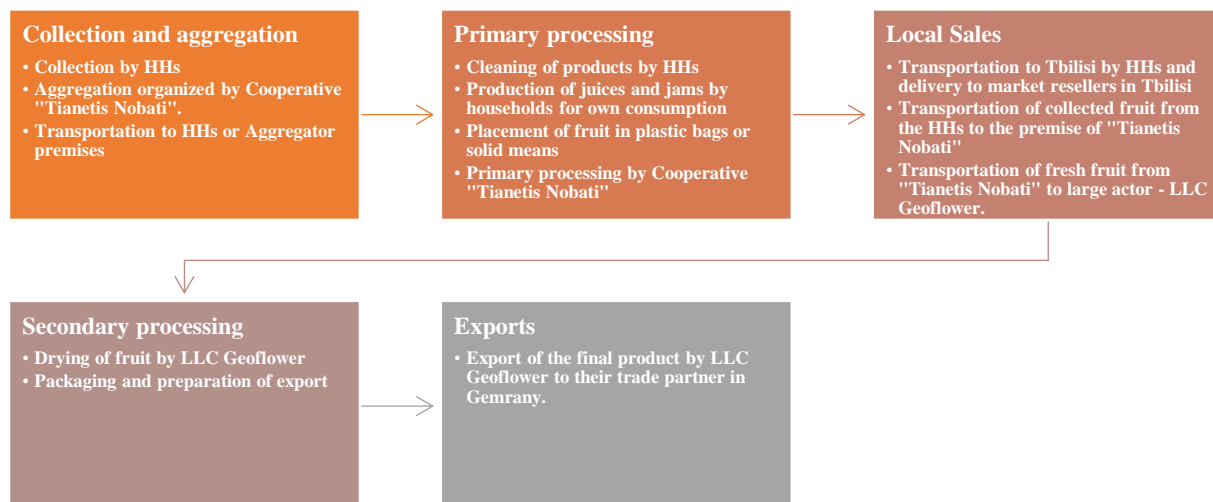 Collection and aggregation
• Collection by HHs
• Aggregation organized by Cooperative
"Tianetis Nobati".
• Transportation to HHs or Aggregator
premises
Primary processing
• Cleaning of products by HHs
• Production of juices and jams by
households for own consumption
• Placement of fruit in plastic bags or
solid means
• Primary processing by Cooperative
"Tianetis Nobati"
Local Sales
• Transportation to Tbilisi by HHs and
delivery to market resellers in Tbilisi
• Transportation of collected fruit from
the HHs to the premise of "Tianetis
Nobati"
• Transportation of fresh fruit from
"Tianetis Nobati" to large actor - LLC
Geoflower.
Secondary processing
• Drying of fruit by LLC Geoflower
• Packaging and preparation of export
Exports
• Export of the final product by LLC
Geoflower to their trade partner in
Gemrany.